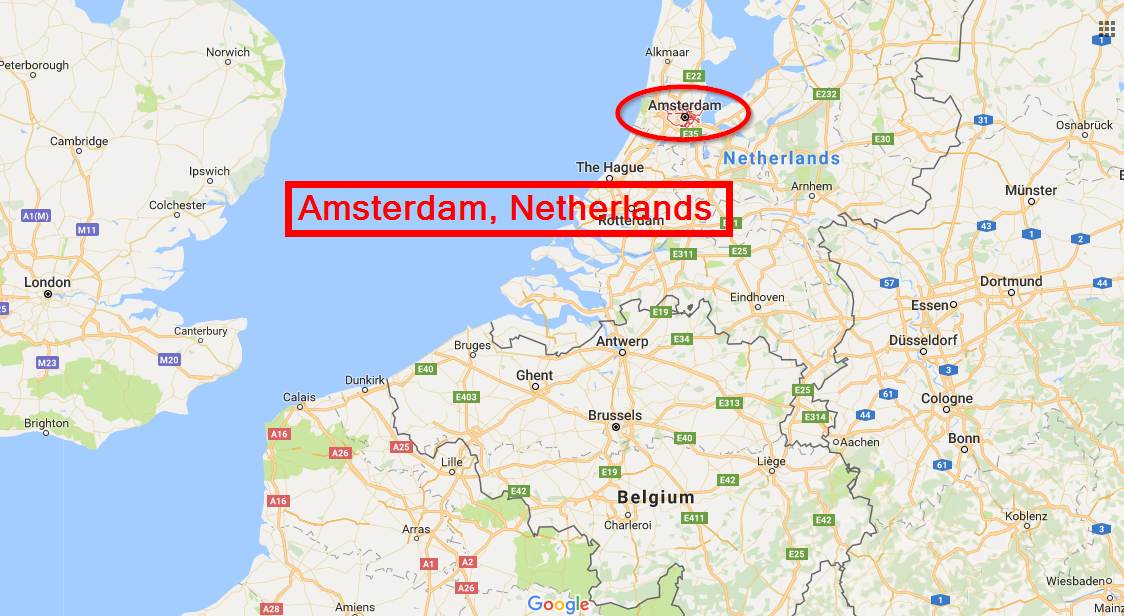 Norwich
Alkmaar
Peterborough
E22
1
E232
Amsterdam
E35
31
Osnabrück
Cambridge
E30
Netherlands
The Hague
Ipswich
Arnhem
Münster
Amsterdam, Netherlands
Colchester
A1(M)
Rotterdam
M11
43
1
2
E311
E25
London
57
Dortmund
44
Eindhoven
Essen
E19
Canterbury
Antwerp
E34
Düsseldorf
Bruges
M23
M20
E40
3
Ghent
Dunkirk
E25
61
Calais
E403
E313
Cologne
Brussels
E314
44
Brighton
A16
E40
Aachen
Bonn
A25
A26
Lille
Liège
61
E19
E42
E42
A16
Belgium
E411
E42
Koblenz
Charleroi
Arras
3
E25
A1
A2
Wiesbaden
A26
1
Google
Amiens
A28
Mainz